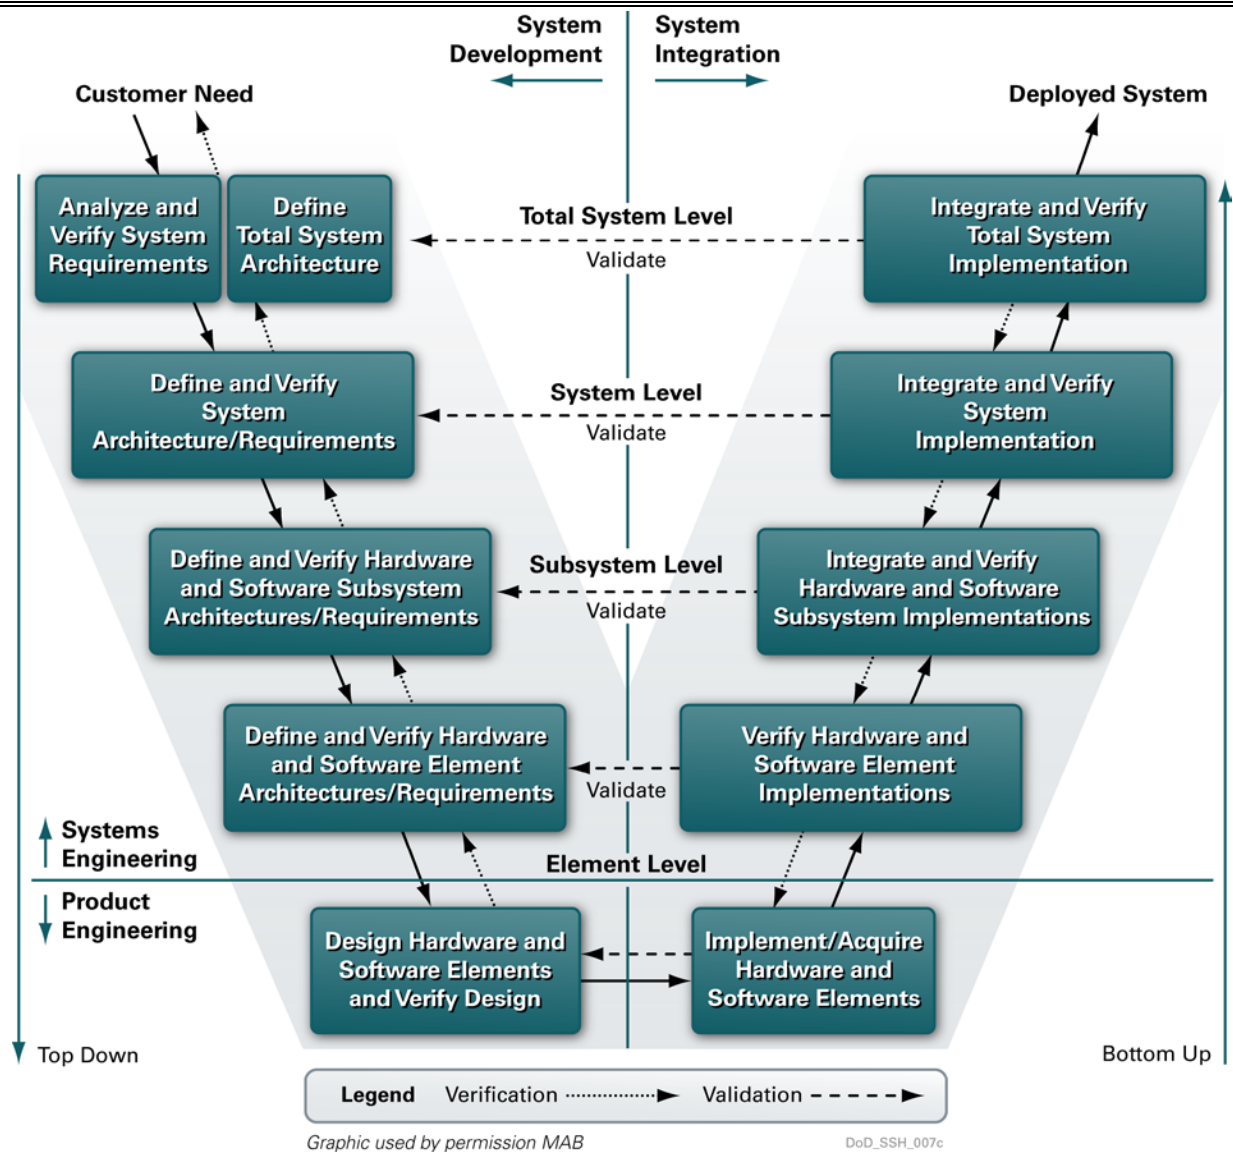 System
Development
System
Integration
Customer Need
Deployed System
Analyze and
Verify System
Requirements
Define
Total System
Architecture
Total System Level
Validate
Integrate and Verify
Total System
Implementation
Define and Verify
System
Architecture/Requirements
System Level
Validate
Integrate and Verify
System
Implementation
Define and Verify Hardware
and Software Subsystem
Architectures/Requirements
Subsystem Level
Validate
Integrate and Verify
Hardware and Software
Subsystem Implementations
Define and Verify Hardware
and Software Element
Architectures/Requirements
Validate
Verify Hardware and
Software Element
Implementations
Systems
Engineering
Element Level
Product
Engineering
Design Hardware and
Software Elements
and Verify Design
Implement/Acquire
Hardware and
Software Elements
Top Down
Bottom Up
Legend Verification Validation
Graphic used by permission MAB
DoD_SSH_007c